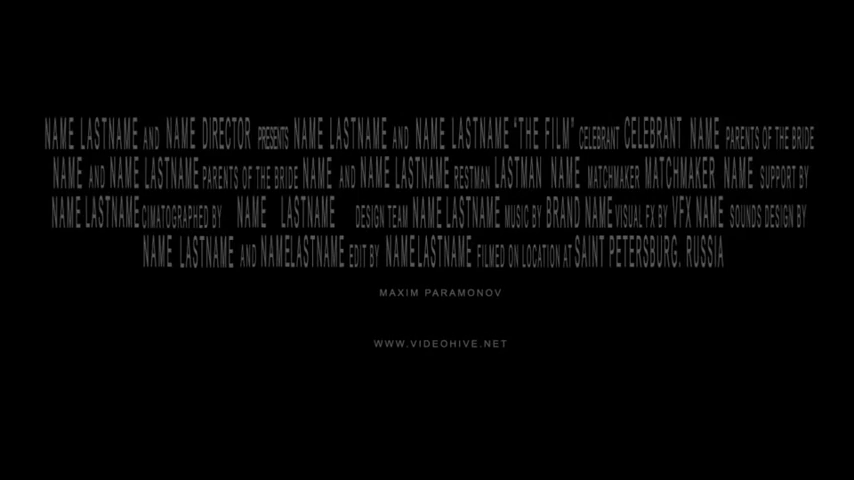 NAME LASTNAME AND NAME DIRECTOR PRESENTS NAME LASTNAME AND NAME LASTNAME "THE FILM" CELEBRANT CELEBRANT NAME PARENTS OF THE BRIDE
NAME AND NAME LASTNAME PARENTS OF THE BRIDE NAME AND NAME LASTNAME RESTMAN LASTMAN NAME MATCHMAKER MATCHMAKER NAME SUPPORT BY
NAME LASTNAME CIMATOGRAPHED BY NAME LASTNAME DESIGN TEAM NAME LASTNAME MUSIC BY BRAND NAME VISUAL FX BY VFX NAME SOUNDS DESIGN BY
NAME LASTNAME AND NAMELASTNAME EDIT BY NAMELASTNAME FILMED ON LOCATION AT SAINT PETERSBURG, RUSSIA
MAXIM PARAMONOV
WWW.VIDEOHIVE.NET